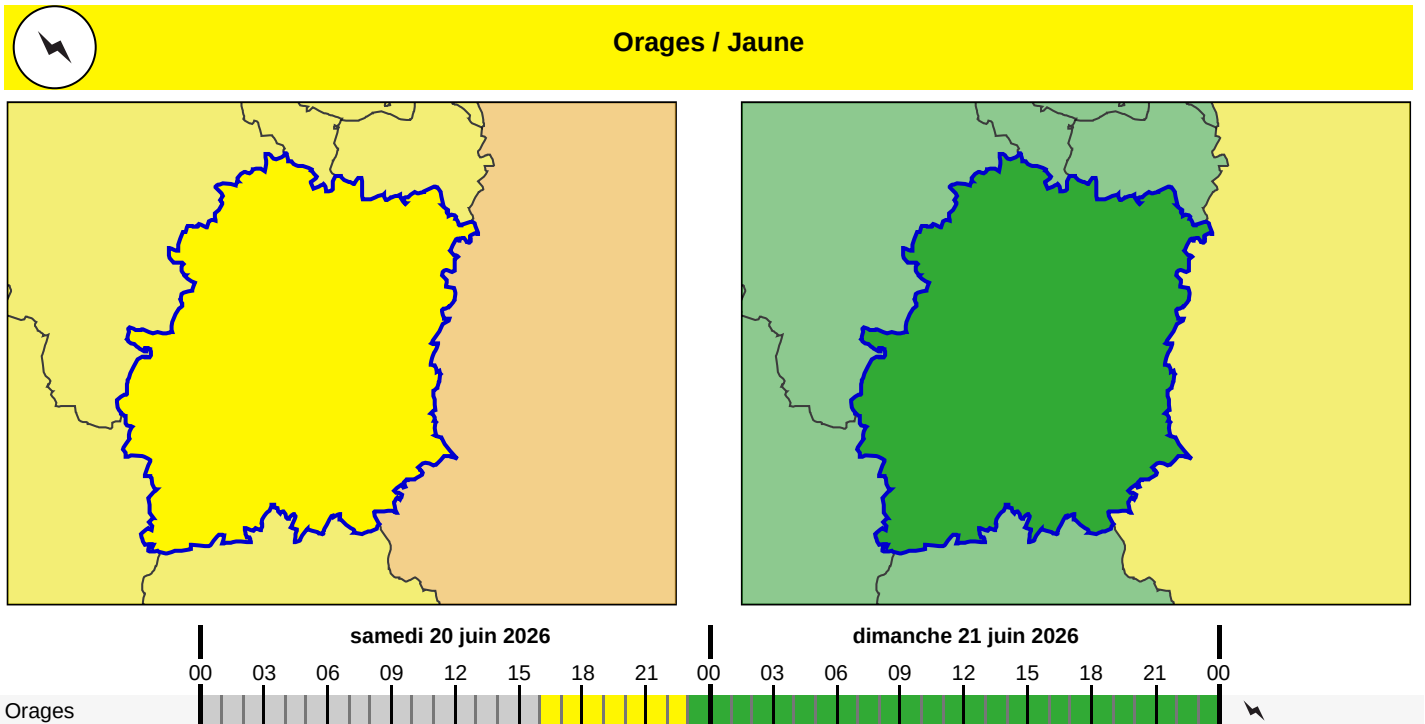 Orages / Jaune
samedi 20 juin 2026 dimanche 21 juin 2026
00 03 06 09 12 15 18 21 00 03 06 09 12 15 18 21 00
Orages